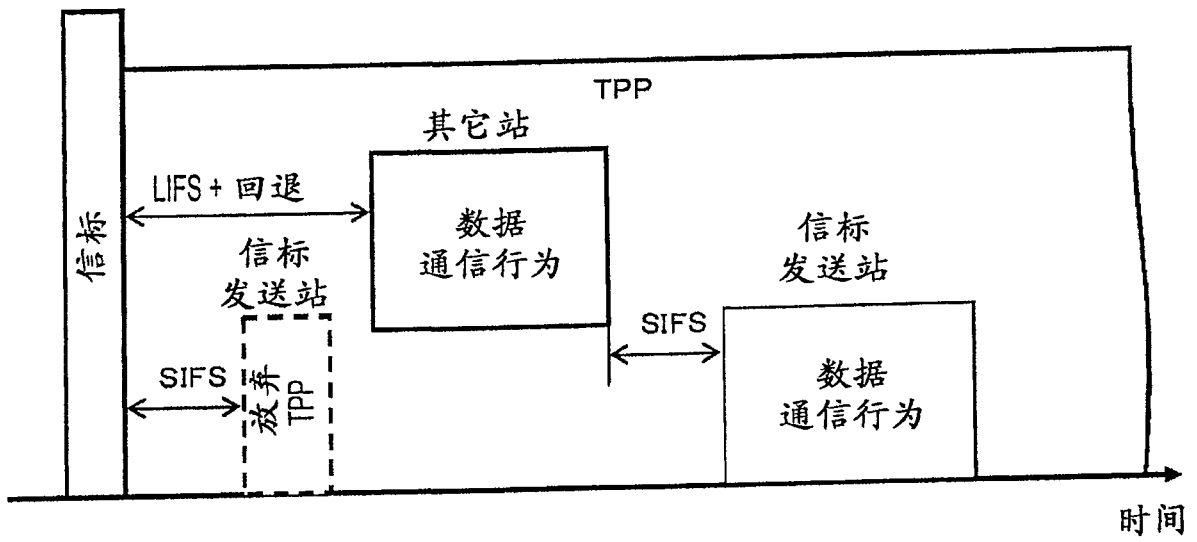 TPP
其它站
LIFS + 回退
数据
通信行为
信标
信标
发送站
信标
发送站
SIFS
SIFS
放弃
TPP
数据
通信行为
时间